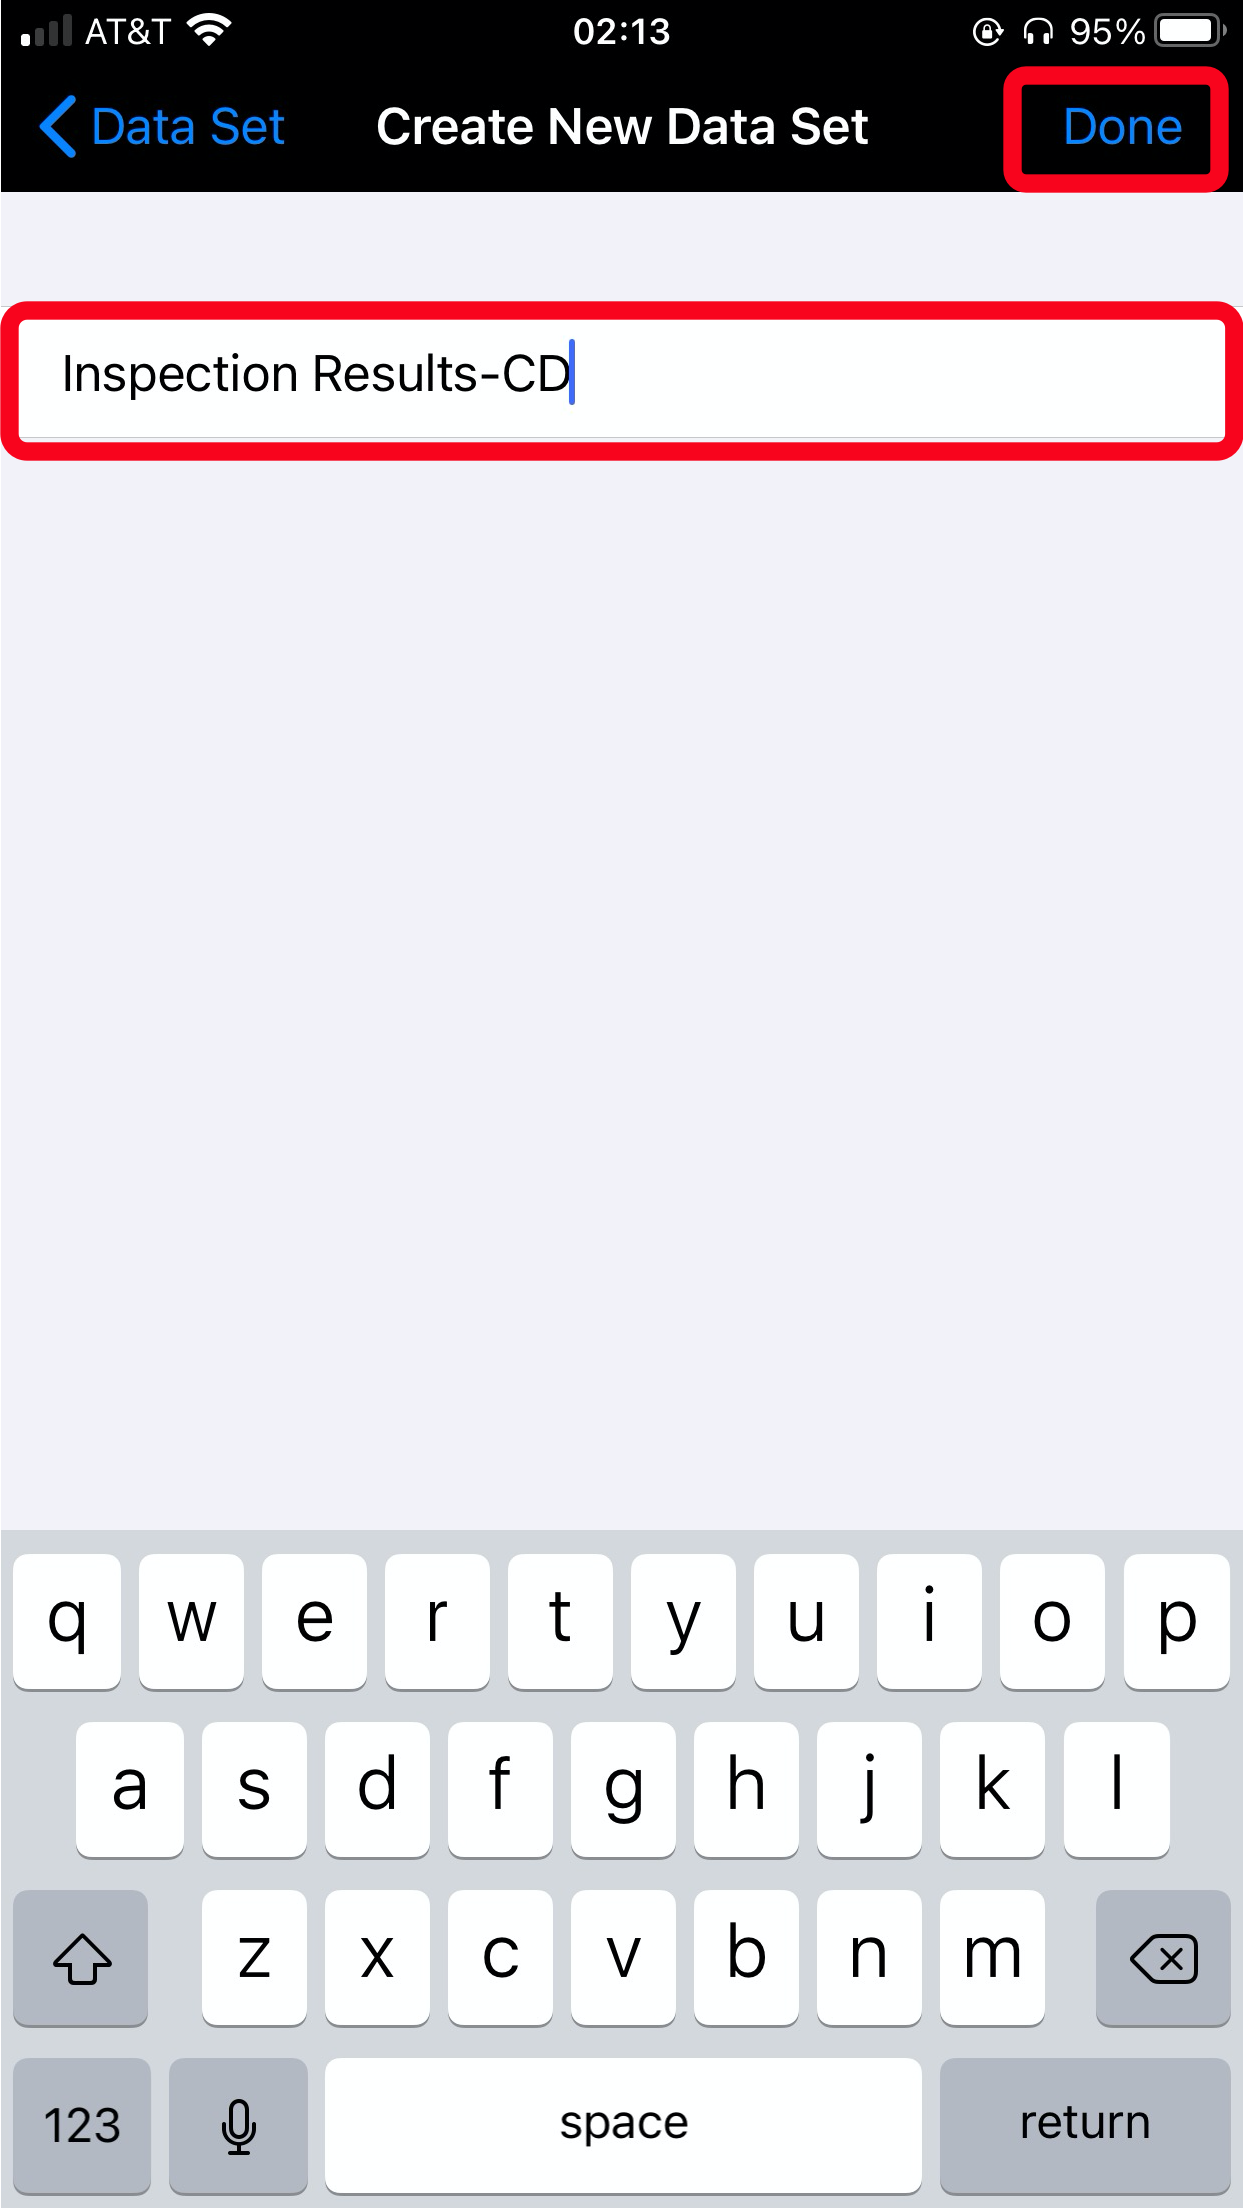 AT&T 02:13 95%
Data Set Create New Data Set Done
Inspection Results-CD
q w e r t y u i o p
a s d f g h j k l
z x c v b n m
123 space return